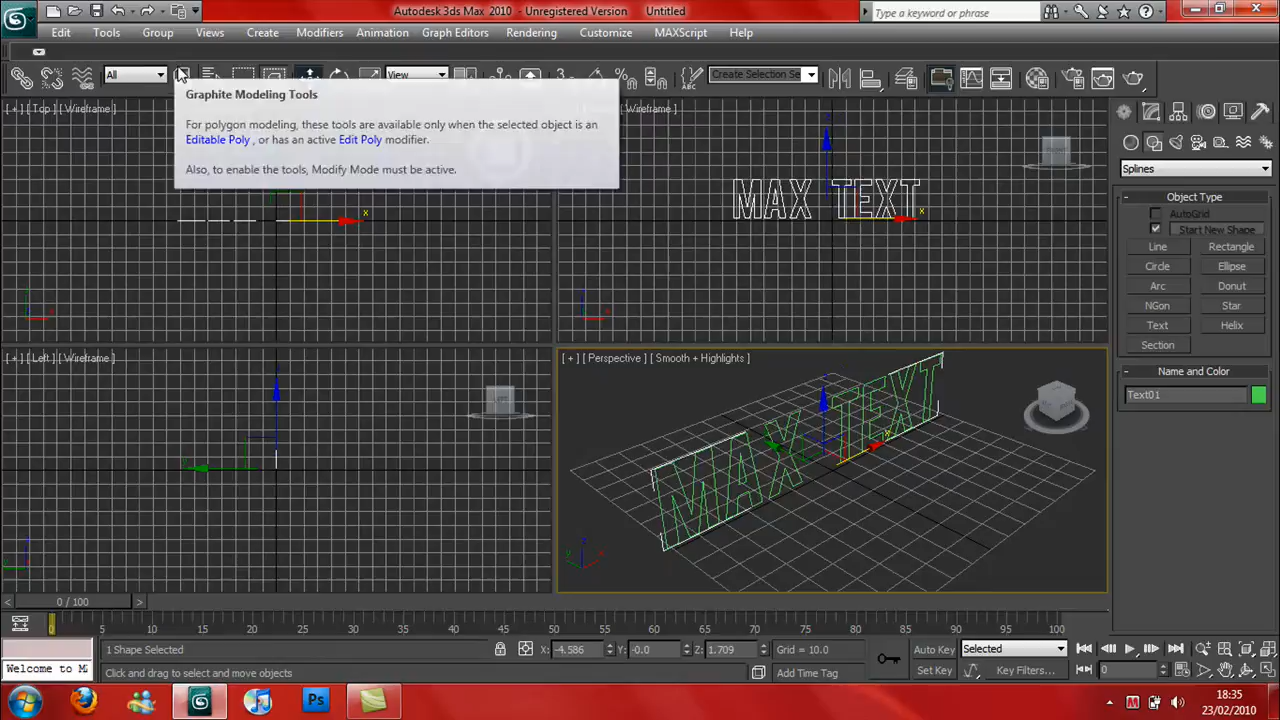 Autodesk 3ds Max 2010 - Unregistered Version Untitled
Type a keyword or phrase
Edit Tools Group Views Create Modifiers Animation Graph Editors Rendering Customize MAXScript Help
All
View
Create Selection Se
Graphite Modeling Tools
For polygon modeling, these tools are available only when the selected object is an
Editable Poly , or has an active Edit Poly modifier.
Also, to enable the tools, Modify Mode must be active.
[ + ] [ Top ] [ Wireframe ]
Wireframe ]
FRONT
MAX TEXT
x
x
[ + ] [ Left ] [ Wireframe ]
LEFT
[ + ] [ Perspective ] [ Smooth + Highlights ]
MAX TEXT
Splines
Object Type
AutoGrid
Start New Shape
Line Rectangle
Circle Ellipse
Arc Donut
NGon Star
Text Helix
Section
Name and Color
Text01
0 / 100
0 5 10 15 20 25 30 35 40 45 50 55 60 65 70 75 80 85 90 95 100
1 Shape Selected
X: -4.586 Y: -0.0 Z: 1.709 Grid = 10.0
Auto Key Selected
Welcome to M
Click and drag to select and move objects
Add Time Tag
Set Key Key Filters... 0
Ps
18:35
23/02/2010